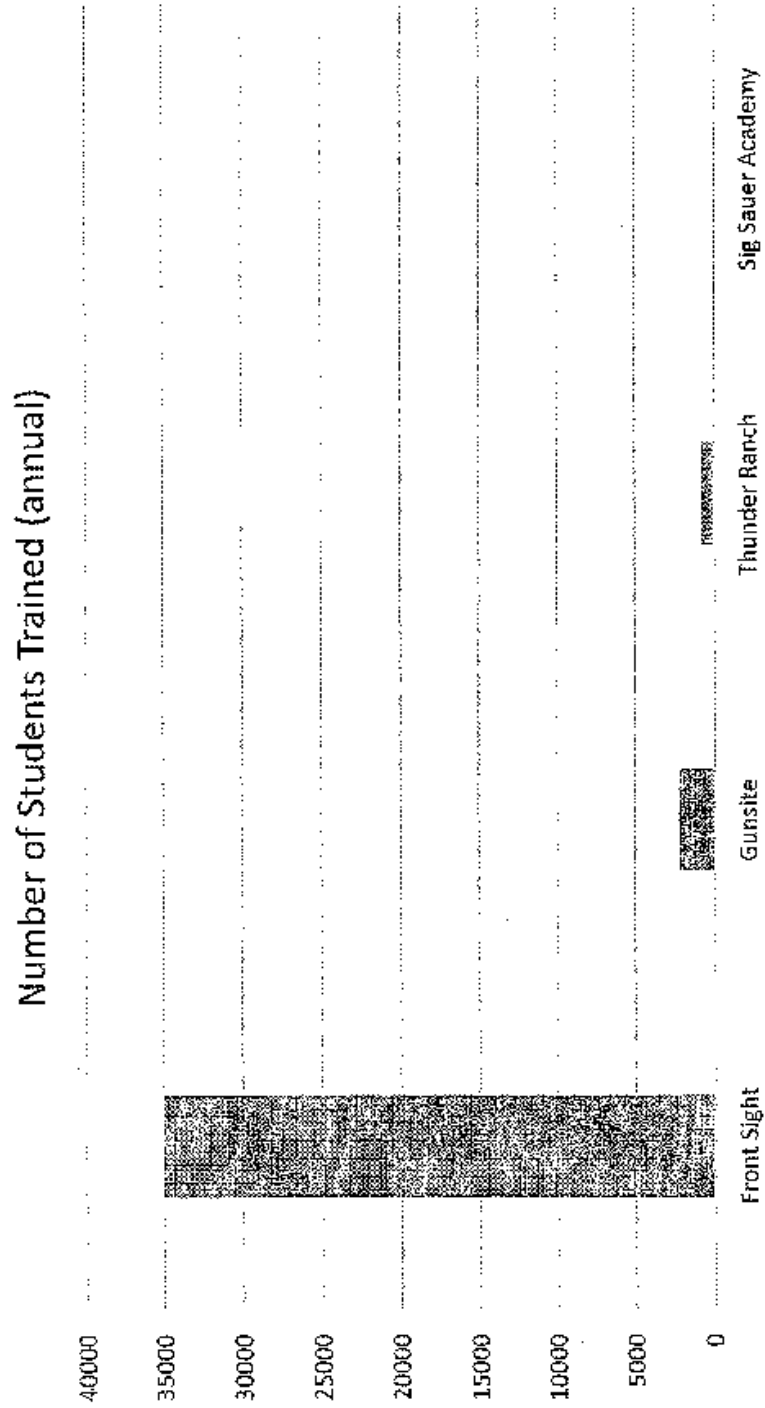 Number of Students Trained (annual)
40000
35000
30000
25000
20000
15000
10000
5000
0
Front Sight
Gunsite
Thunder Ranch
Sig Sauer Academy